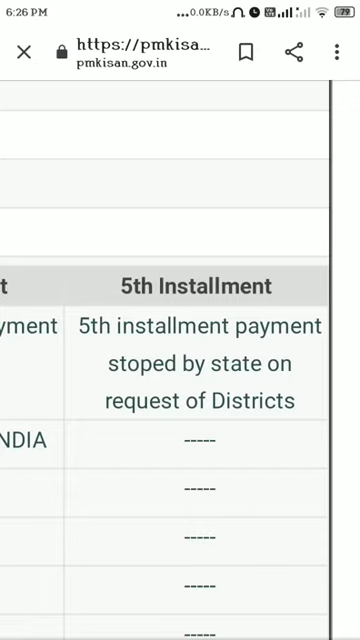 6:26 PM ...0.0KB/s 79
https://pmkisa...
pmkisan.gov.in
t 5th Installment
yment 5th installment payment
stoped by state on
request of Districts
NDIA -----
-----
-----
-----
-----